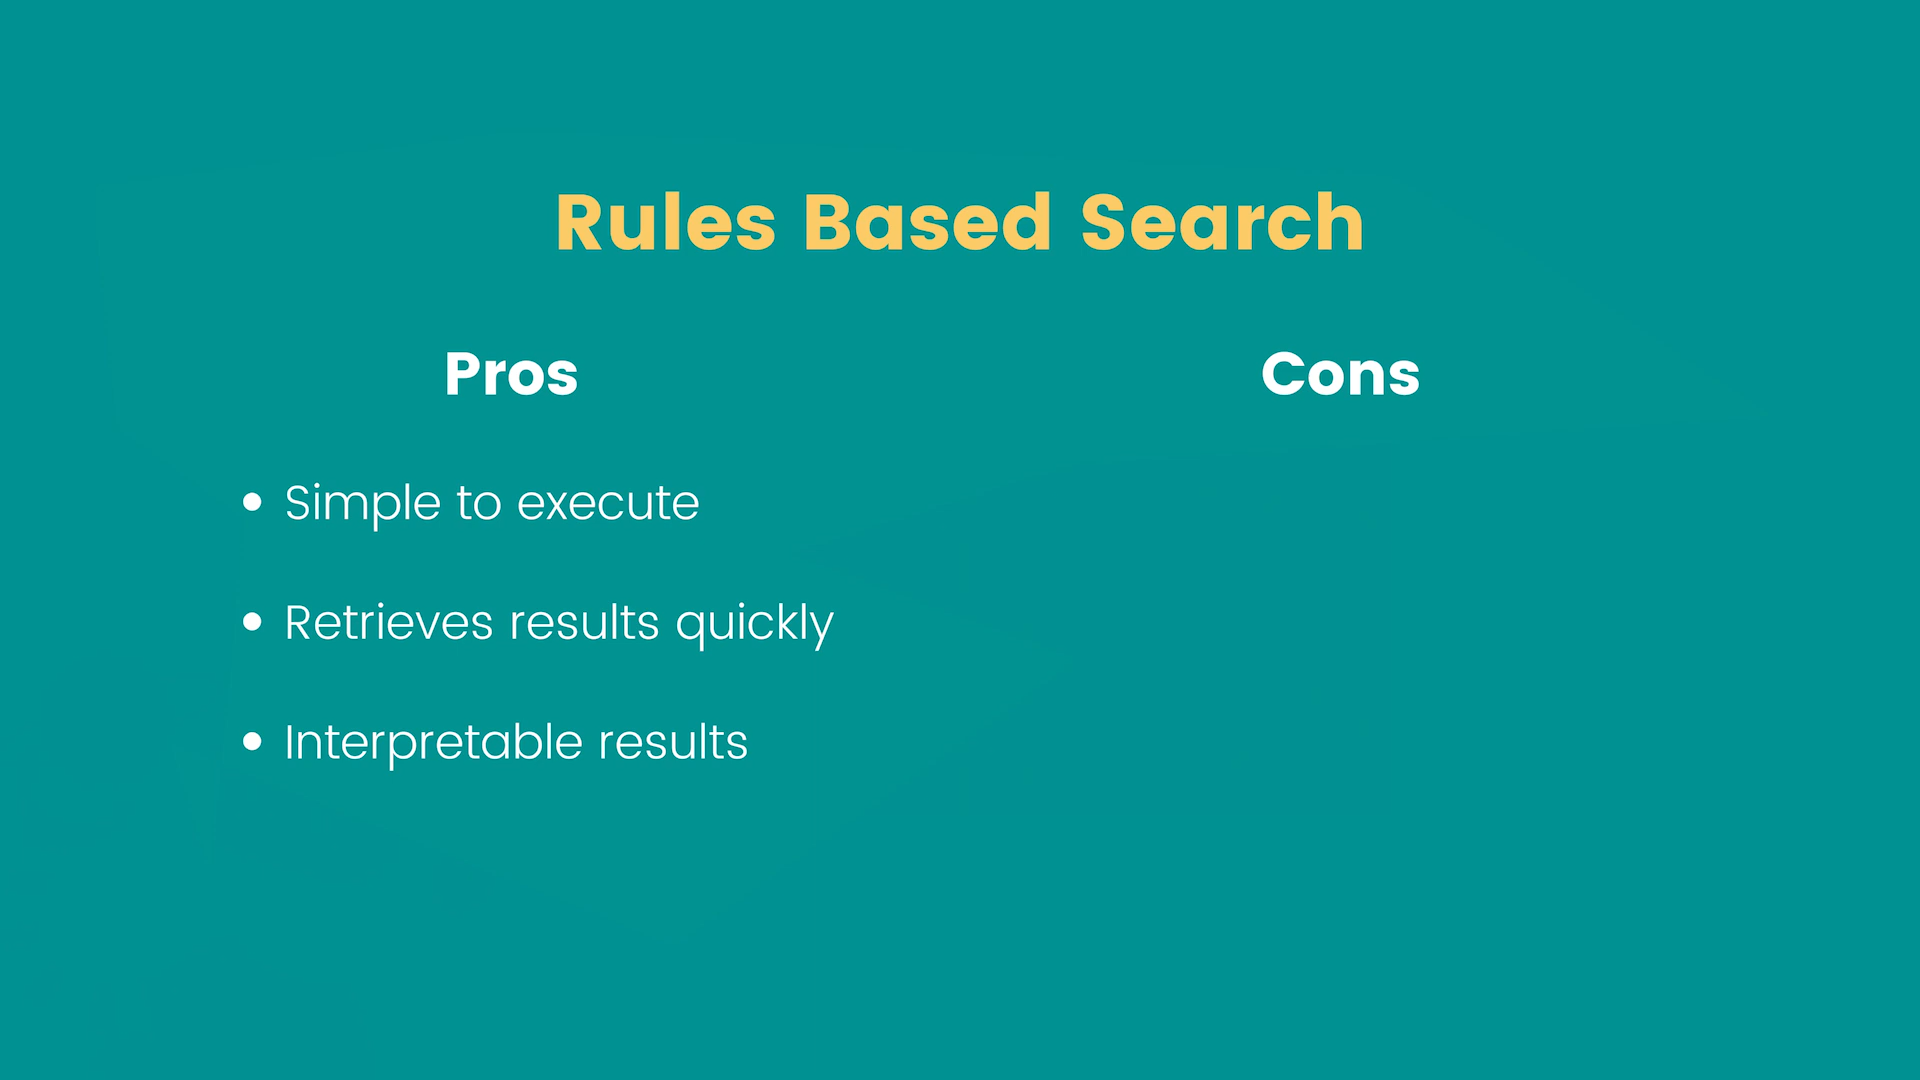 Rules Based Search
Pros
Cons
• Simple to execute
• Retrieves results quickly
• Interpretable results